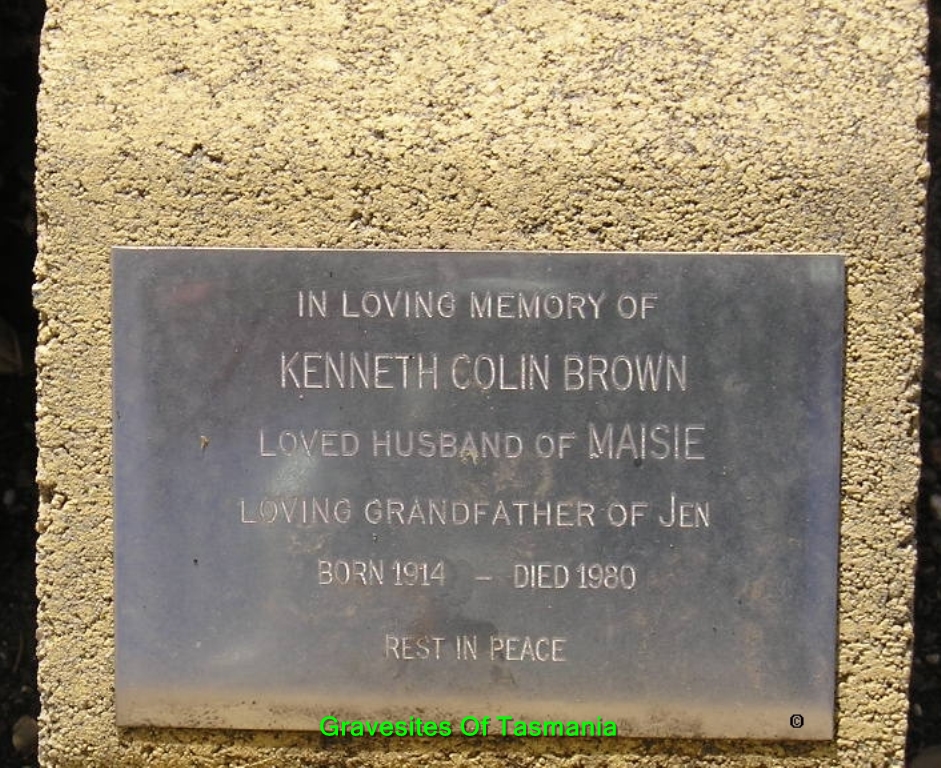 IN LOVING MEMORY OF
KENNETH COLIN BROWN
LOVED HUSBAND OF MAISIE
LOVING GRANDFATHER OF JEN
BORN 1914 – DIED 1980
REST IN PEACE
Gravesites Of Tasmania ©